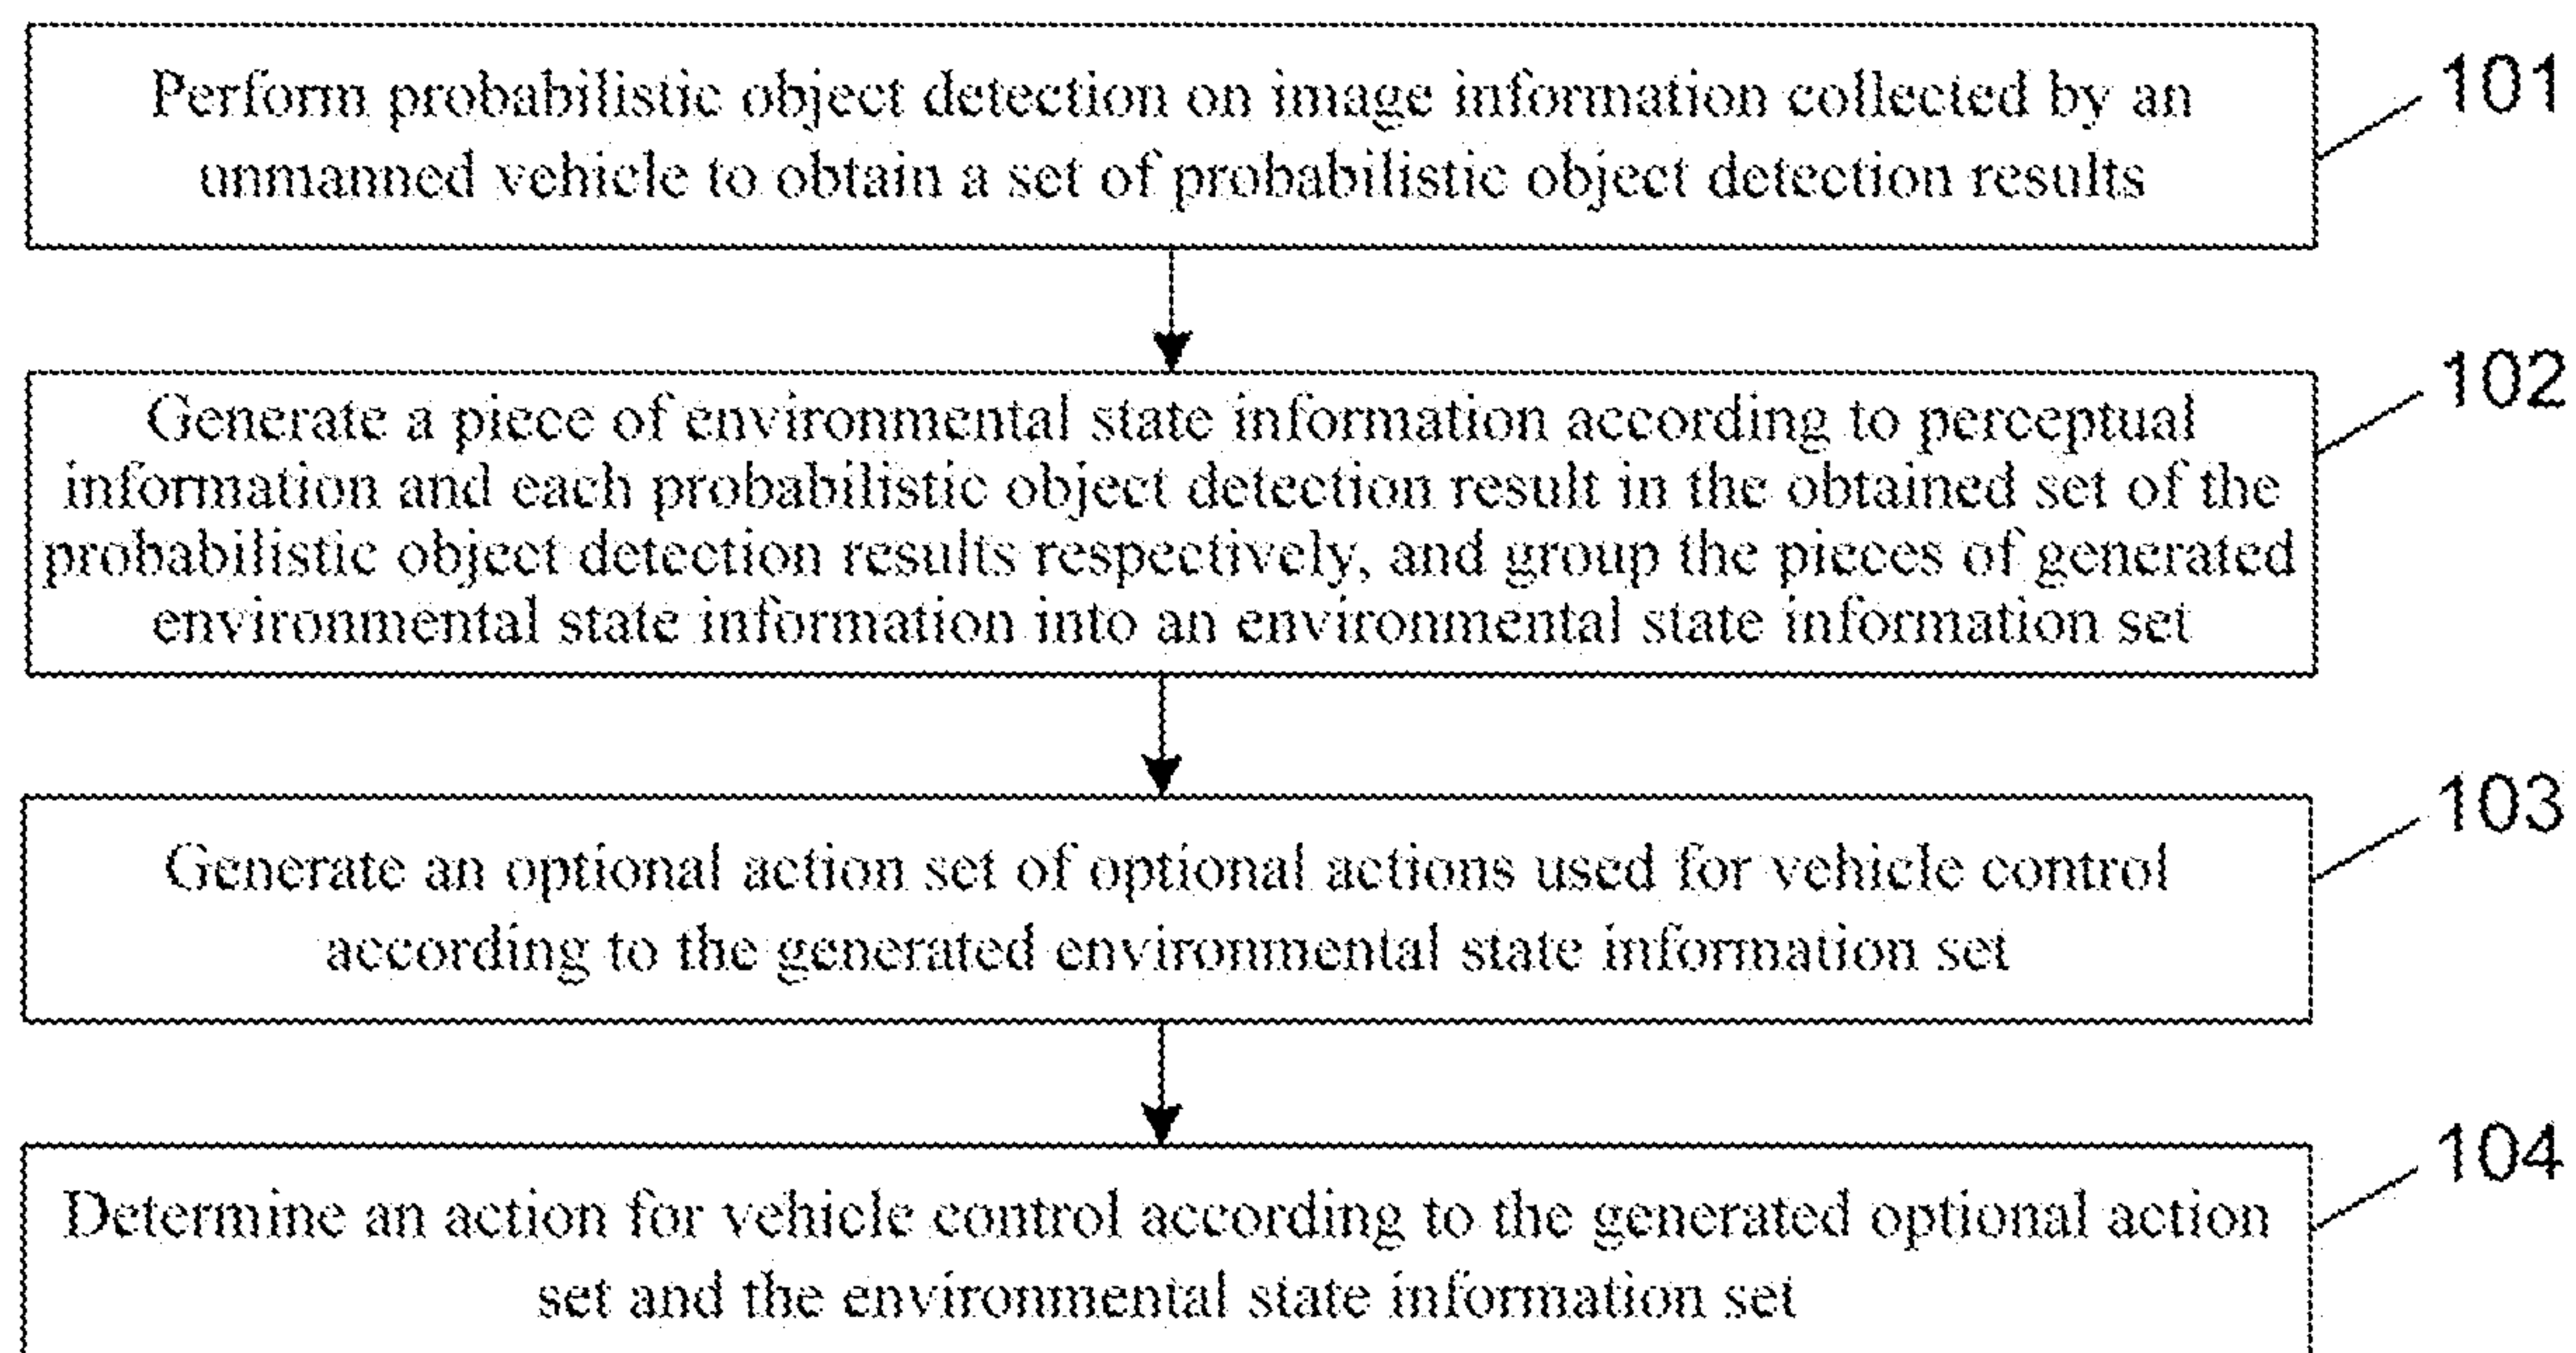 Perform probabilistic object detection on image information collected by an
unmanned vehicle to obtain a set of probabilistic object detection results
101
Generate a piece of environmental state information according to perceptual
information and each probabilistic object detection result in the obtained set of the
probabilistic object detection results respectively, and group the pieces of generated
environmental state information into an environmental state information set
102
Generate an optional action set of optional actions used for vehicle control
according to the generated environmental state information set
103
Determine an action for vehicle control according to the generated optional action
set and the environmental state information set
104